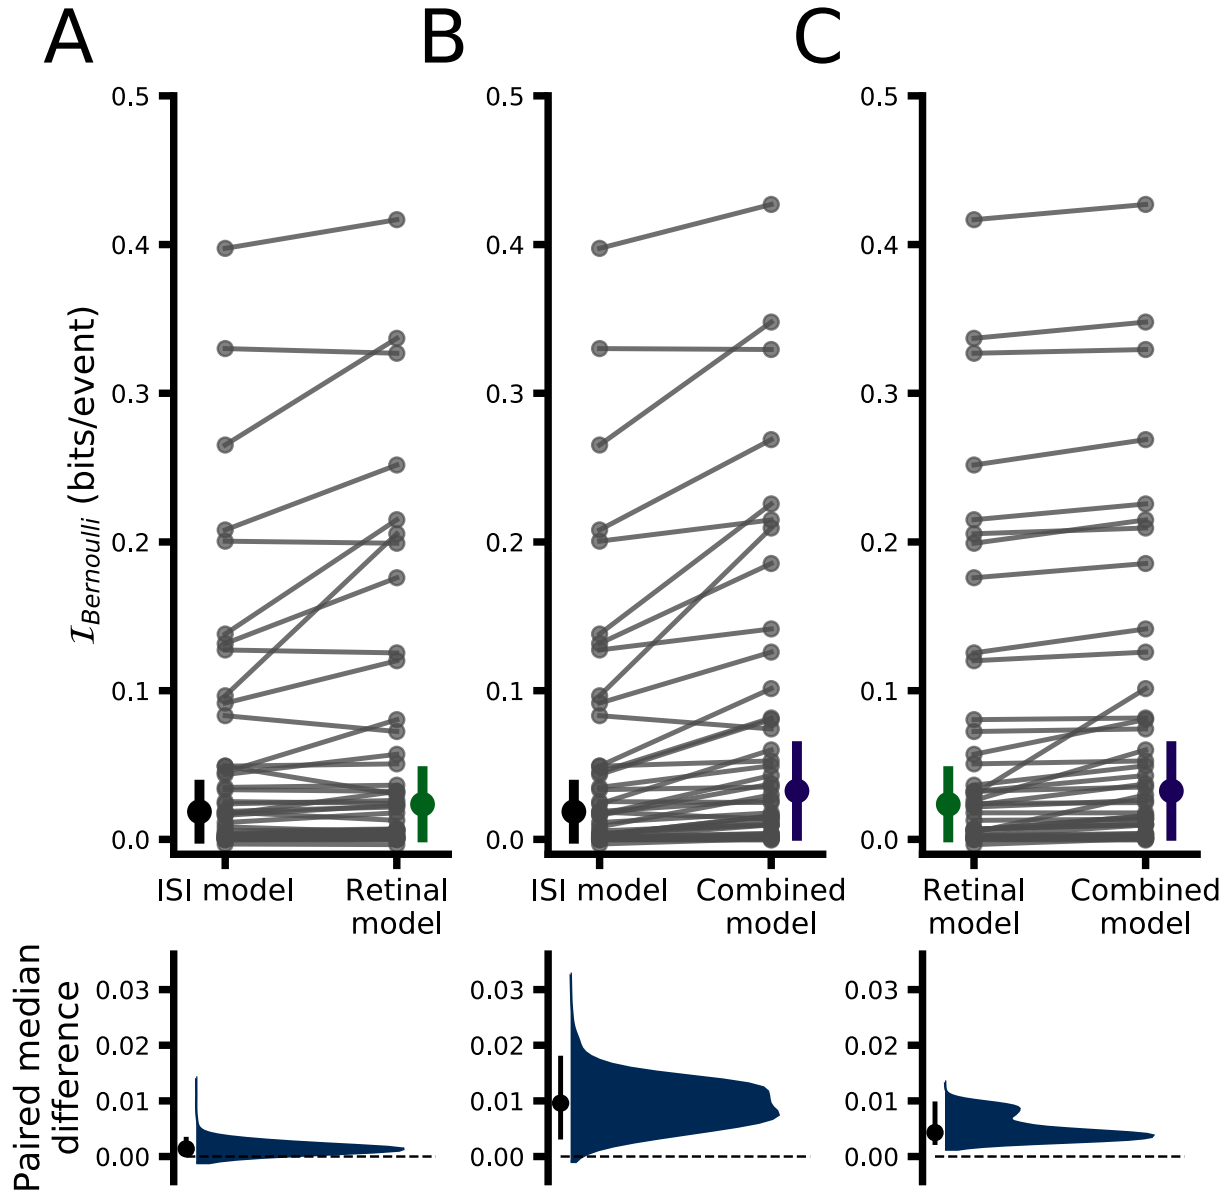 A B C
0.5 0.5 0.5
0.4 0.4 0.4
0.3 0.3 0.3
0.2 0.2 0.2
0.1 0.1 0.1
0.0 0.0 0.0
𝓘Bernoulli (bits/event)
ISI model Retinal ISI model Combined Retinal Combined
model model model model
Paired median
difference
0.03 0.03 0.03
0.02 0.02 0.02
0.01 0.01 0.01
0.00 0.00 0.00